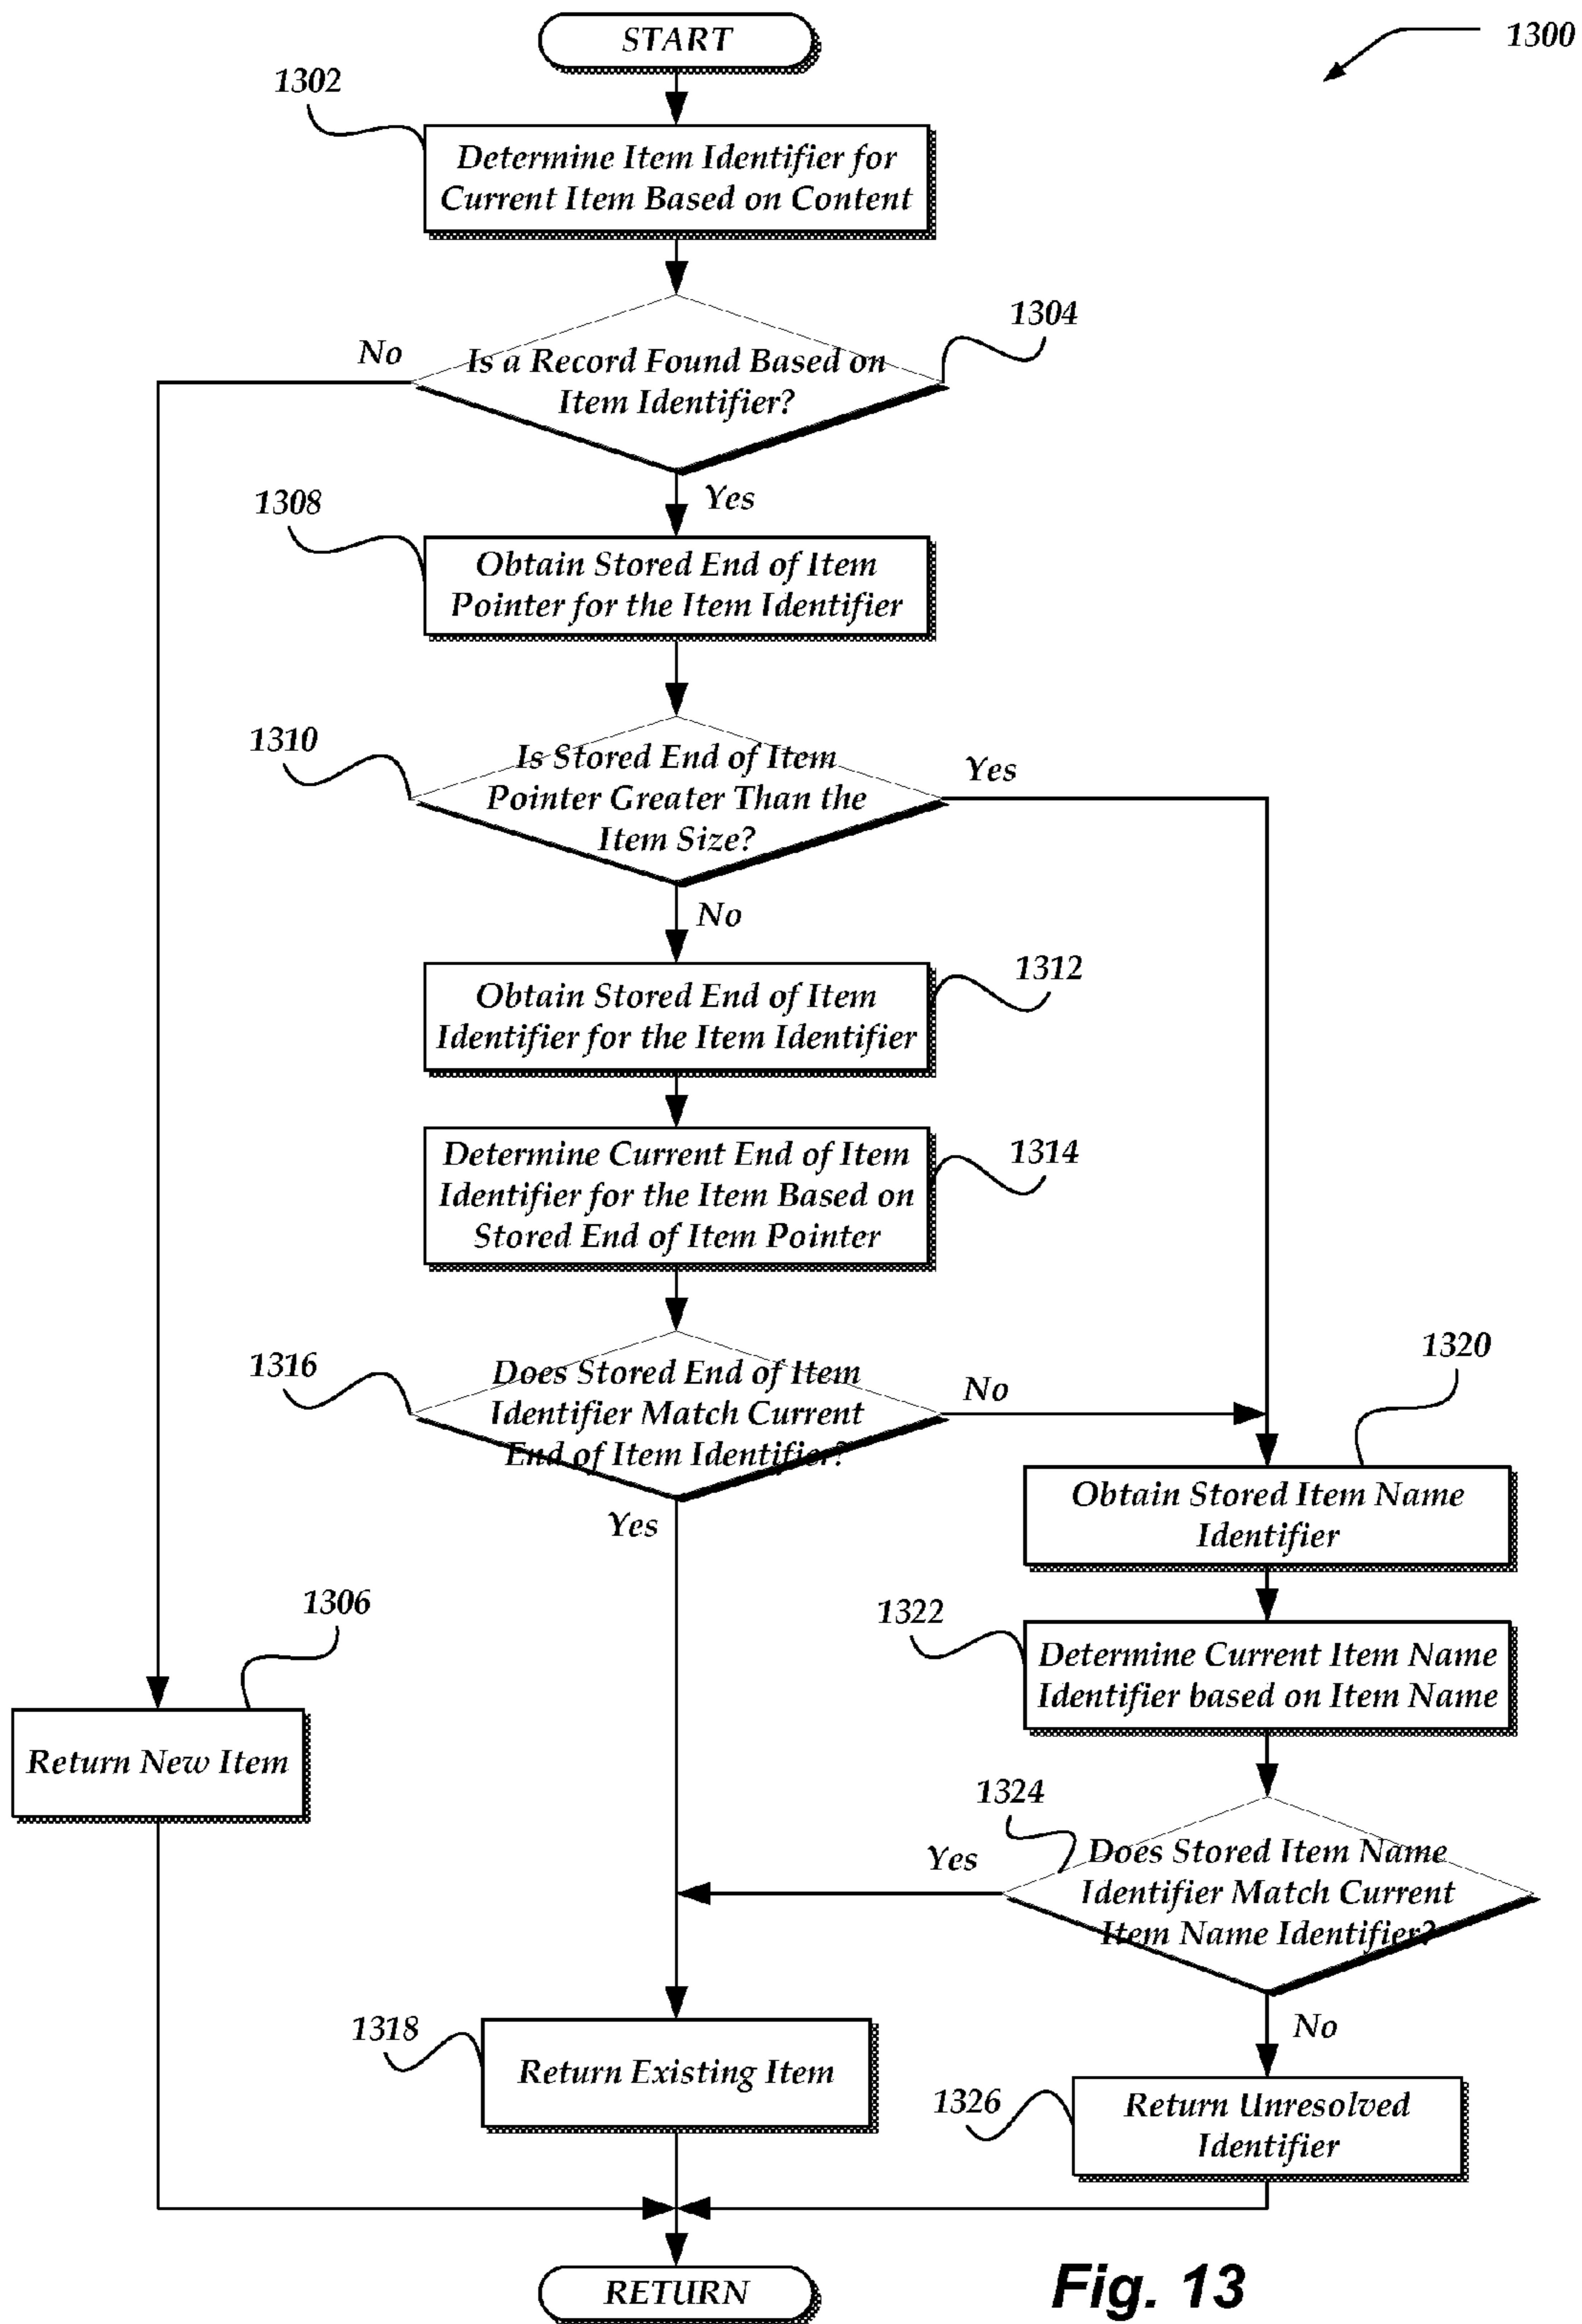 START
1300
1302
Determine Item Identifier for
Current Item Based on Content
1304
No
Is a Record Found Based on
Item Identifier?
Yes
1308
Obtain Stored End of Item
Pointer for the Item Identifier
1310
Is Stored End of Item
Pointer Greater Than the
Item Size?
Yes
No
1312
Obtain Stored End of Item
Identifier for the Item Identifier
1314
Determine Current End of Item
Identifier for the Item Based on
Stored End of Item Pointer
1316
Does Stored End of Item
Identifier Match Current
End of Item Identifier?
No
Yes
1320
Obtain Stored Item Name
Identifier
1306
Return New Item
1322
Determine Current Item Name
Identifier based on Item Name
1324
Yes
Does Stored Item Name
Identifier Match Current
Item Name Identifier?
No
1318
Return Existing Item
1326
Return Unresolved
Identifier
RETURN
Fig. 13